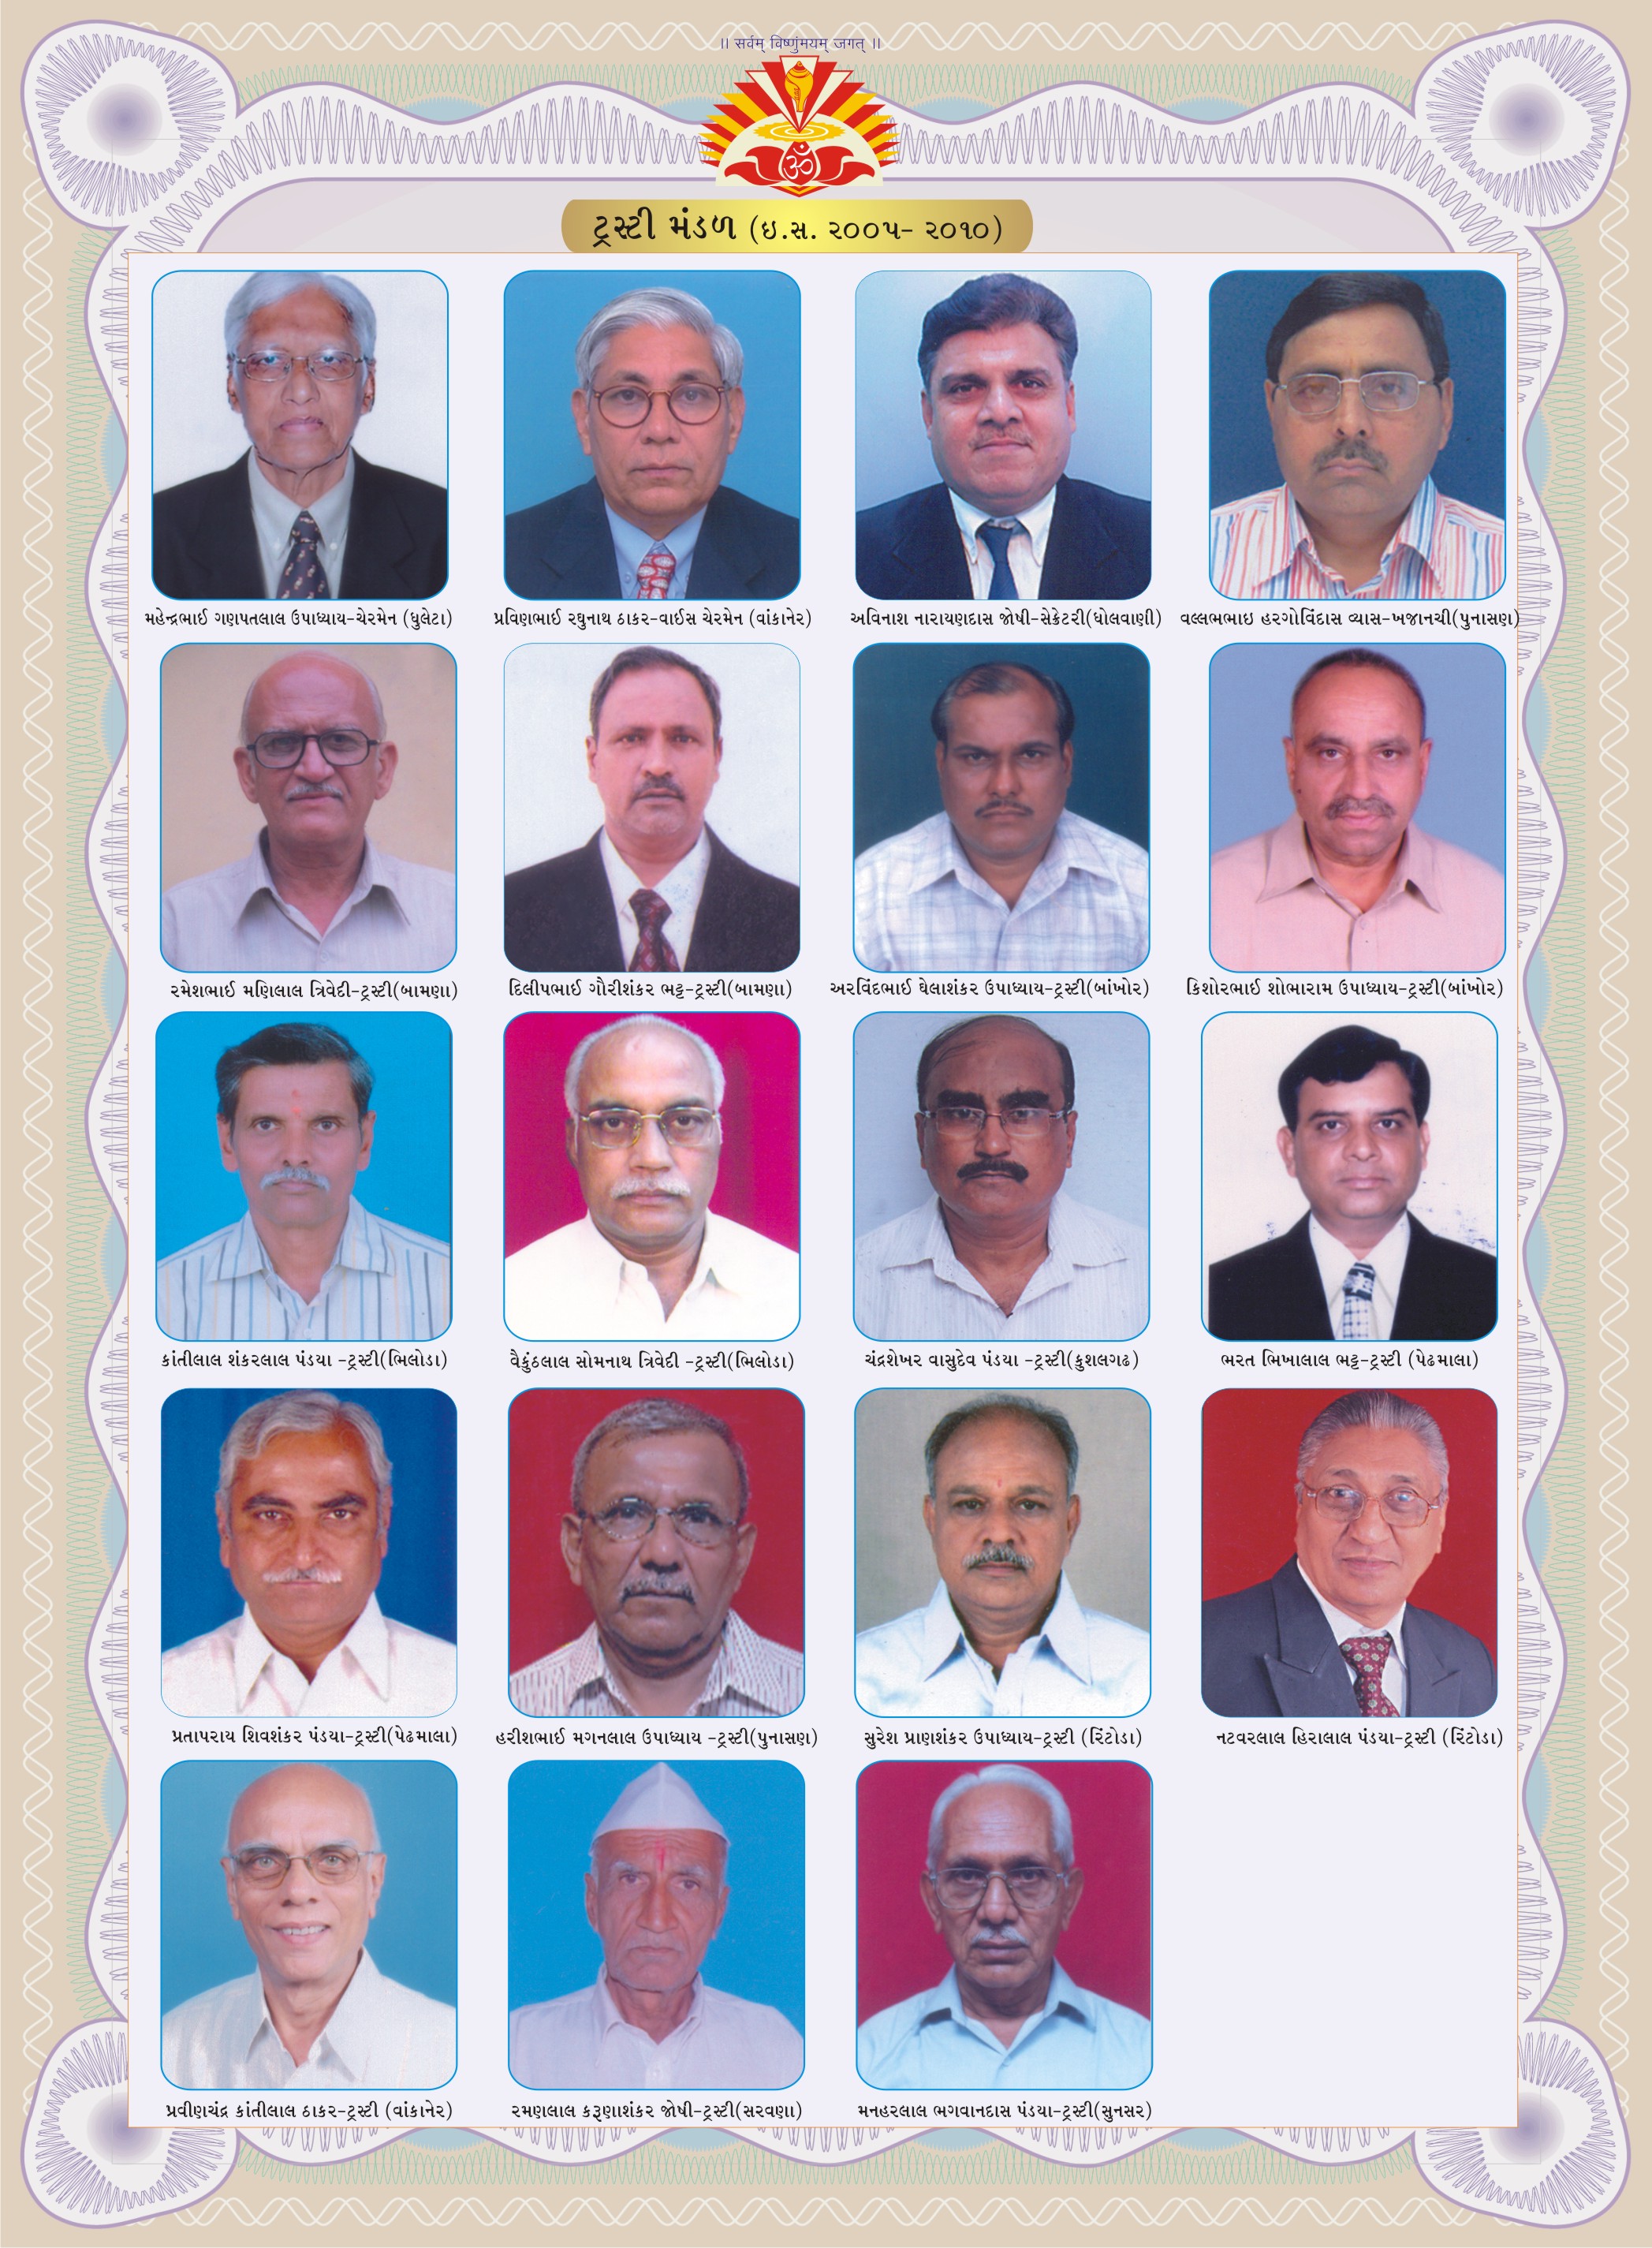 ॥ सर्वम् विष्णुंमयम् जगत् ॥
ટ્રસ્ટી મંડળ (ઇ.સ. ૨૦૦૫- ૨૦૧૦)
મહેન્દ્રભાઈ ગણપતલાલ ઉપાધ્યાય-ચેરમેન (ધુલેટા) પ્રવિણભાઈ રઘુનાથ ઠાકર-વાઈસ ચેરમેન (વાંકાનેર) અવિનાશ નારાયણદાસ જોષી-સેક્રેટરી(ધોલવાણી) વલ્લભભાઇ હરગોવિંદાસ વ્યાસ-ખજાનચી(પુનાસણ)
રમેશભાઈ મણિલાલ ત્રિવેદી-ટ્રસ્ટી(બામણા) દિલીપભાઈ ગૌરીશંકર ભટ્ટ-ટ્રસ્ટી(બામણા) અરવિંદભાઈ ઘેલાશંકર ઉપાધ્યાય-ટ્રસ્ટી(બાંખોર) કિશોરભાઈ શોભારામ ઉપાધ્યાય-ટ્રસ્ટી(બાંખોર)
કાંતીલાલ શંકરલાલ પંડયા -ટ્રસ્ટી(ભિલોડા) વૈકુંઠલાલ સોમનાથ ત્રિવેદી -ટ્રસ્ટી(ભિલોડા) ચંદ્રશેખર વાસુદેવ પંડયા -ટ્રસ્ટી(કુશલગઢ) ભરત ભિખાલાલ ભટ્ટ-ટ્રસ્ટી (પેઢમાલા)
પ્રતાપરાય શિવશંકર પંડયા-ટ્રસ્ટી(પેઢમાલા) હરીશભાઈ મગનલાલ ઉપાધ્યાય -ટ્રસ્ટી(પુનાસણ) સુરેશ પ્રાણશંકર ઉપાધ્યાય-ટ્રસ્ટી (રિંટોડા) નટવરલાલ હિરાલાલ પંડયા-ટ્રસ્ટી (રિંટોડા)
પ્રવીણચંદ્ર કાંતીલાલ ઠાકર-ટ્રસ્ટી (વાંકાનેર) રમણલાલ કરૂણાશંકર જોષી-ટ્રસ્ટી(સરવણા) મનહરલાલ ભગવાનદાસ પંડયા-ટ્રસ્ટી(સુનસર)